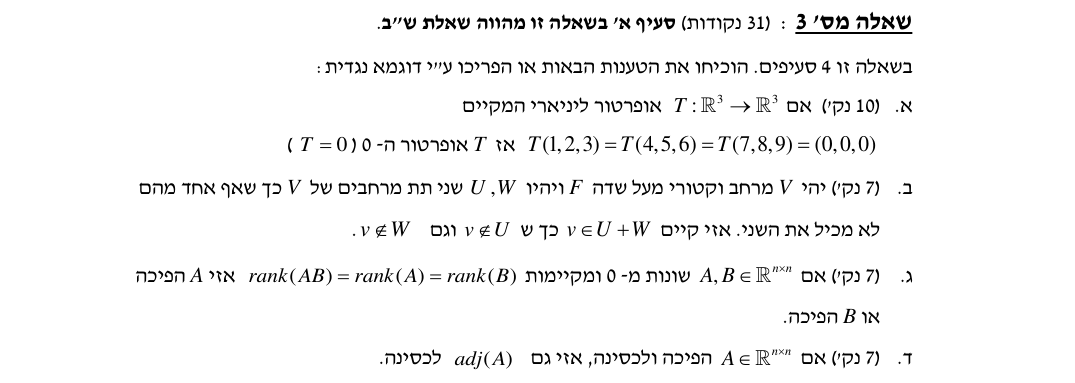 שאלה מס׳ 3 : (31 נקודות) סעיף א׳ בשאלה זו מהווה שאלת ש״ב.
בשאלה זו 4 סעיפים. הוכיחו את הטענות הבאות או הפריכו ע״י דוגמא נגדית :
א. (10 נק׳) אם T : ℝ³ → ℝ³ אופרטור ליניארי המקיים
T(1,2,3) = T(4,5,6) = T(7,8,9) = (0,0,0) אז T אופרטור ה- 0 ( T = 0 )
ב. (7 נק׳) יהי V מרחב וקטורי מעל שדה F ויהיו U ,W שני תת מרחבים של V כך שאף אחד מהם
לא מכיל את השני. אזי קיים v ∈ U + W כך ש v ∉ U וגם v ∉ W .
ג. (7 נק׳) אם A, B ∈ ℝⁿˣⁿ שונות מ- 0 ומקיימות rank(AB) = rank(A) = rank(B) אזי A הפיכה
או B הפיכה.
ד. (7 נק׳) אם A ∈ ℝⁿˣⁿ הפיכה ולכסינה, אזי גם adj(A) לכסינה.